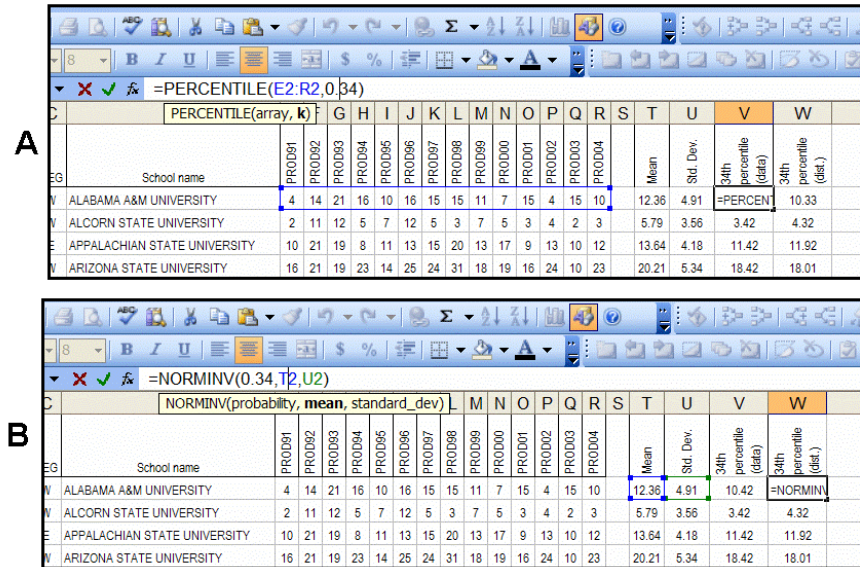 A
8 B I U $ % A
=PERCENTILE(E2:R2,0.34)
PERCENTILE(array, k)
C F G H I J K L M N O P Q R S T U V W
EG School name PROD91 PROD92 PROD93 PROD94 PROD95 PROD96 PROD97 PROD98 PROD99 PROD00 PROD01 PROD02 PROD03 PROD04 Mean Std. Dev. 34th percentile (data) 34th percentile (dist.)
W ALABAMA A&M UNIVERSITY 4 14 21 16 10 16 15 15 11 7 15 4 15 10 12.36 4.91 =PERCENT 10.33
W ALCORN STATE UNIVERSITY 2 11 12 5 7 12 5 3 7 5 3 4 2 3 5.79 3.56 3.42 4.32
E APPALACHIAN STATE UNIVERSITY 10 21 19 8 11 13 15 20 13 17 9 13 10 12 13.64 4.18 11.42 11.92
W ARIZONA STATE UNIVERSITY 16 21 19 23 14 25 24 31 18 19 16 24 10 23 20.21 5.34 18.42 18.01
B
8 B I U $ % A
=NORMINV(0.34,T2,U2)
NORMINV(probability, mean, standard_dev)
C L M N O P Q R S T U V W
EG School name PROD91 PROD92 PROD93 PROD94 PROD95 PROD96 PROD97 PROD98 PROD99 PROD00 PROD01 PROD02 PROD03 PROD04 Mean Std. Dev. 34th percentile (data) 34th percentile (dist.)
W ALABAMA A&M UNIVERSITY 4 14 21 16 10 16 15 15 11 7 15 4 15 10 12.36 4.91 10.42 =NORMINV
W ALCORN STATE UNIVERSITY 2 11 12 5 7 12 5 3 7 5 3 4 2 3 5.79 3.56 3.42 4.32
E APPALACHIAN STATE UNIVERSITY 10 21 19 8 11 13 15 20 13 17 9 13 10 12 13.64 4.18 11.42 11.92
W ARIZONA STATE UNIVERSITY 16 21 19 23 14 25 24 31 18 19 16 24 10 23 20.21 5.34 18.42 18.01